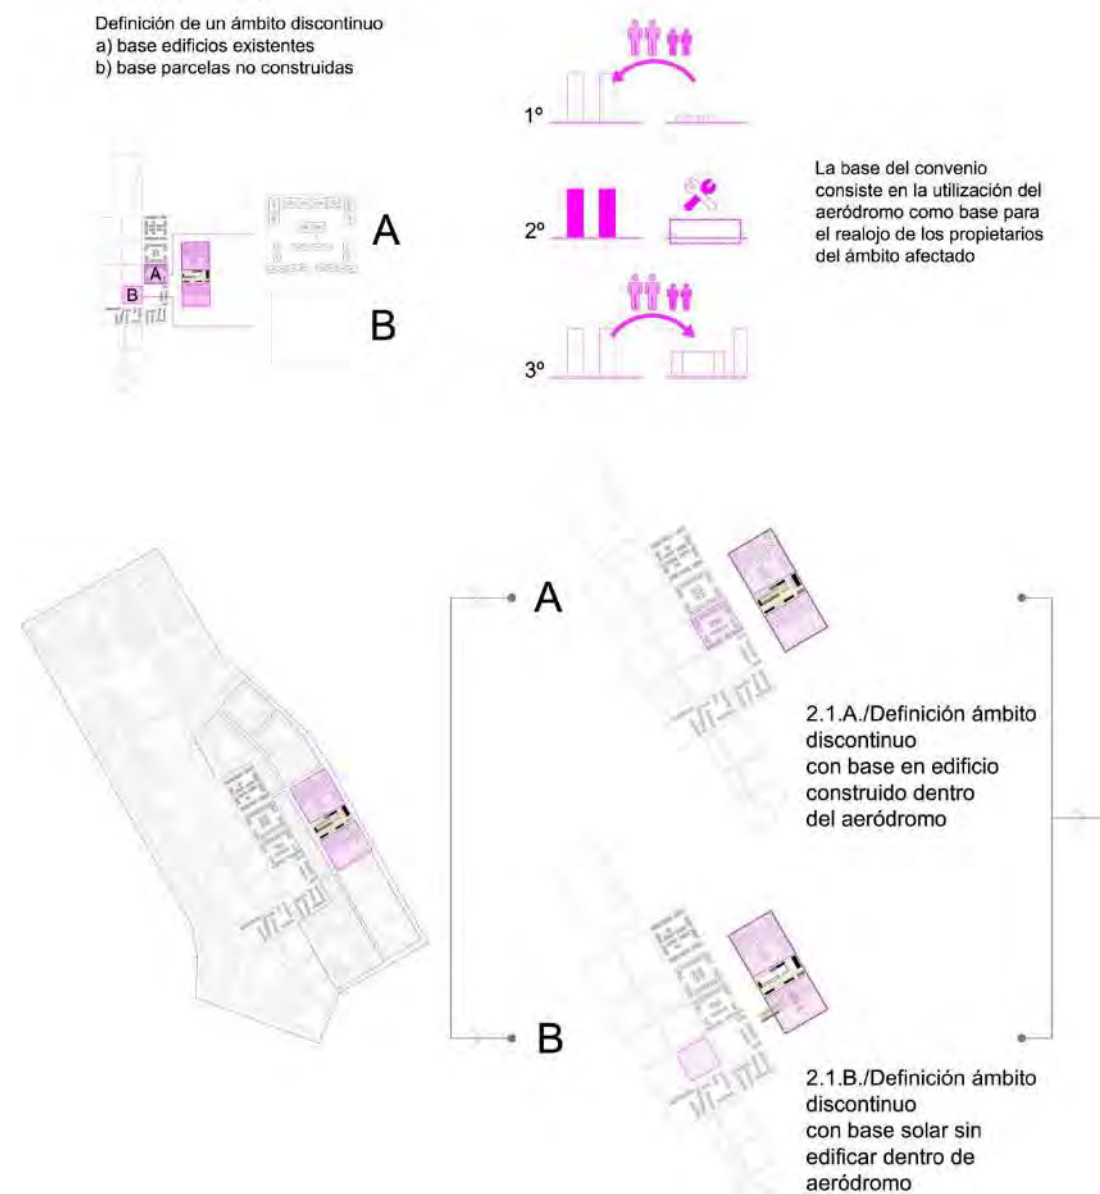 Definición de un ámbito discontinuo
a) base edificios existentes
b) base parcelas no construidas
A
B
A
B
1º
2º
3º
La base del convenio
consiste en la utilización del
aeródromo como base para
el realojo de los propietarios
del ámbito afectado
A
2.1.A./Definición ámbito
discontinuo
con base en edificio
construido dentro
del aeródromo
B
2.1.B./Definición ámbito
discontinuo
con base solar sin
edificar dentro de
aeródromo